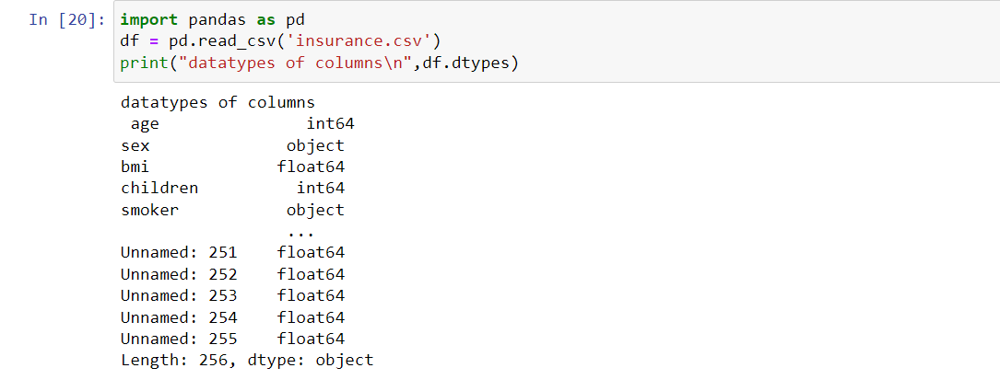 In [20]: import pandas as pd
df = pd.read_csv('insurance.csv')
print("datatypes of columns\n",df.dtypes)
datatypes of columns
age int64
sex object
bmi float64
children int64
smoker object
...
Unnamed: 251 float64
Unnamed: 252 float64
Unnamed: 253 float64
Unnamed: 254 float64
Unnamed: 255 float64
Length: 256, dtype: object